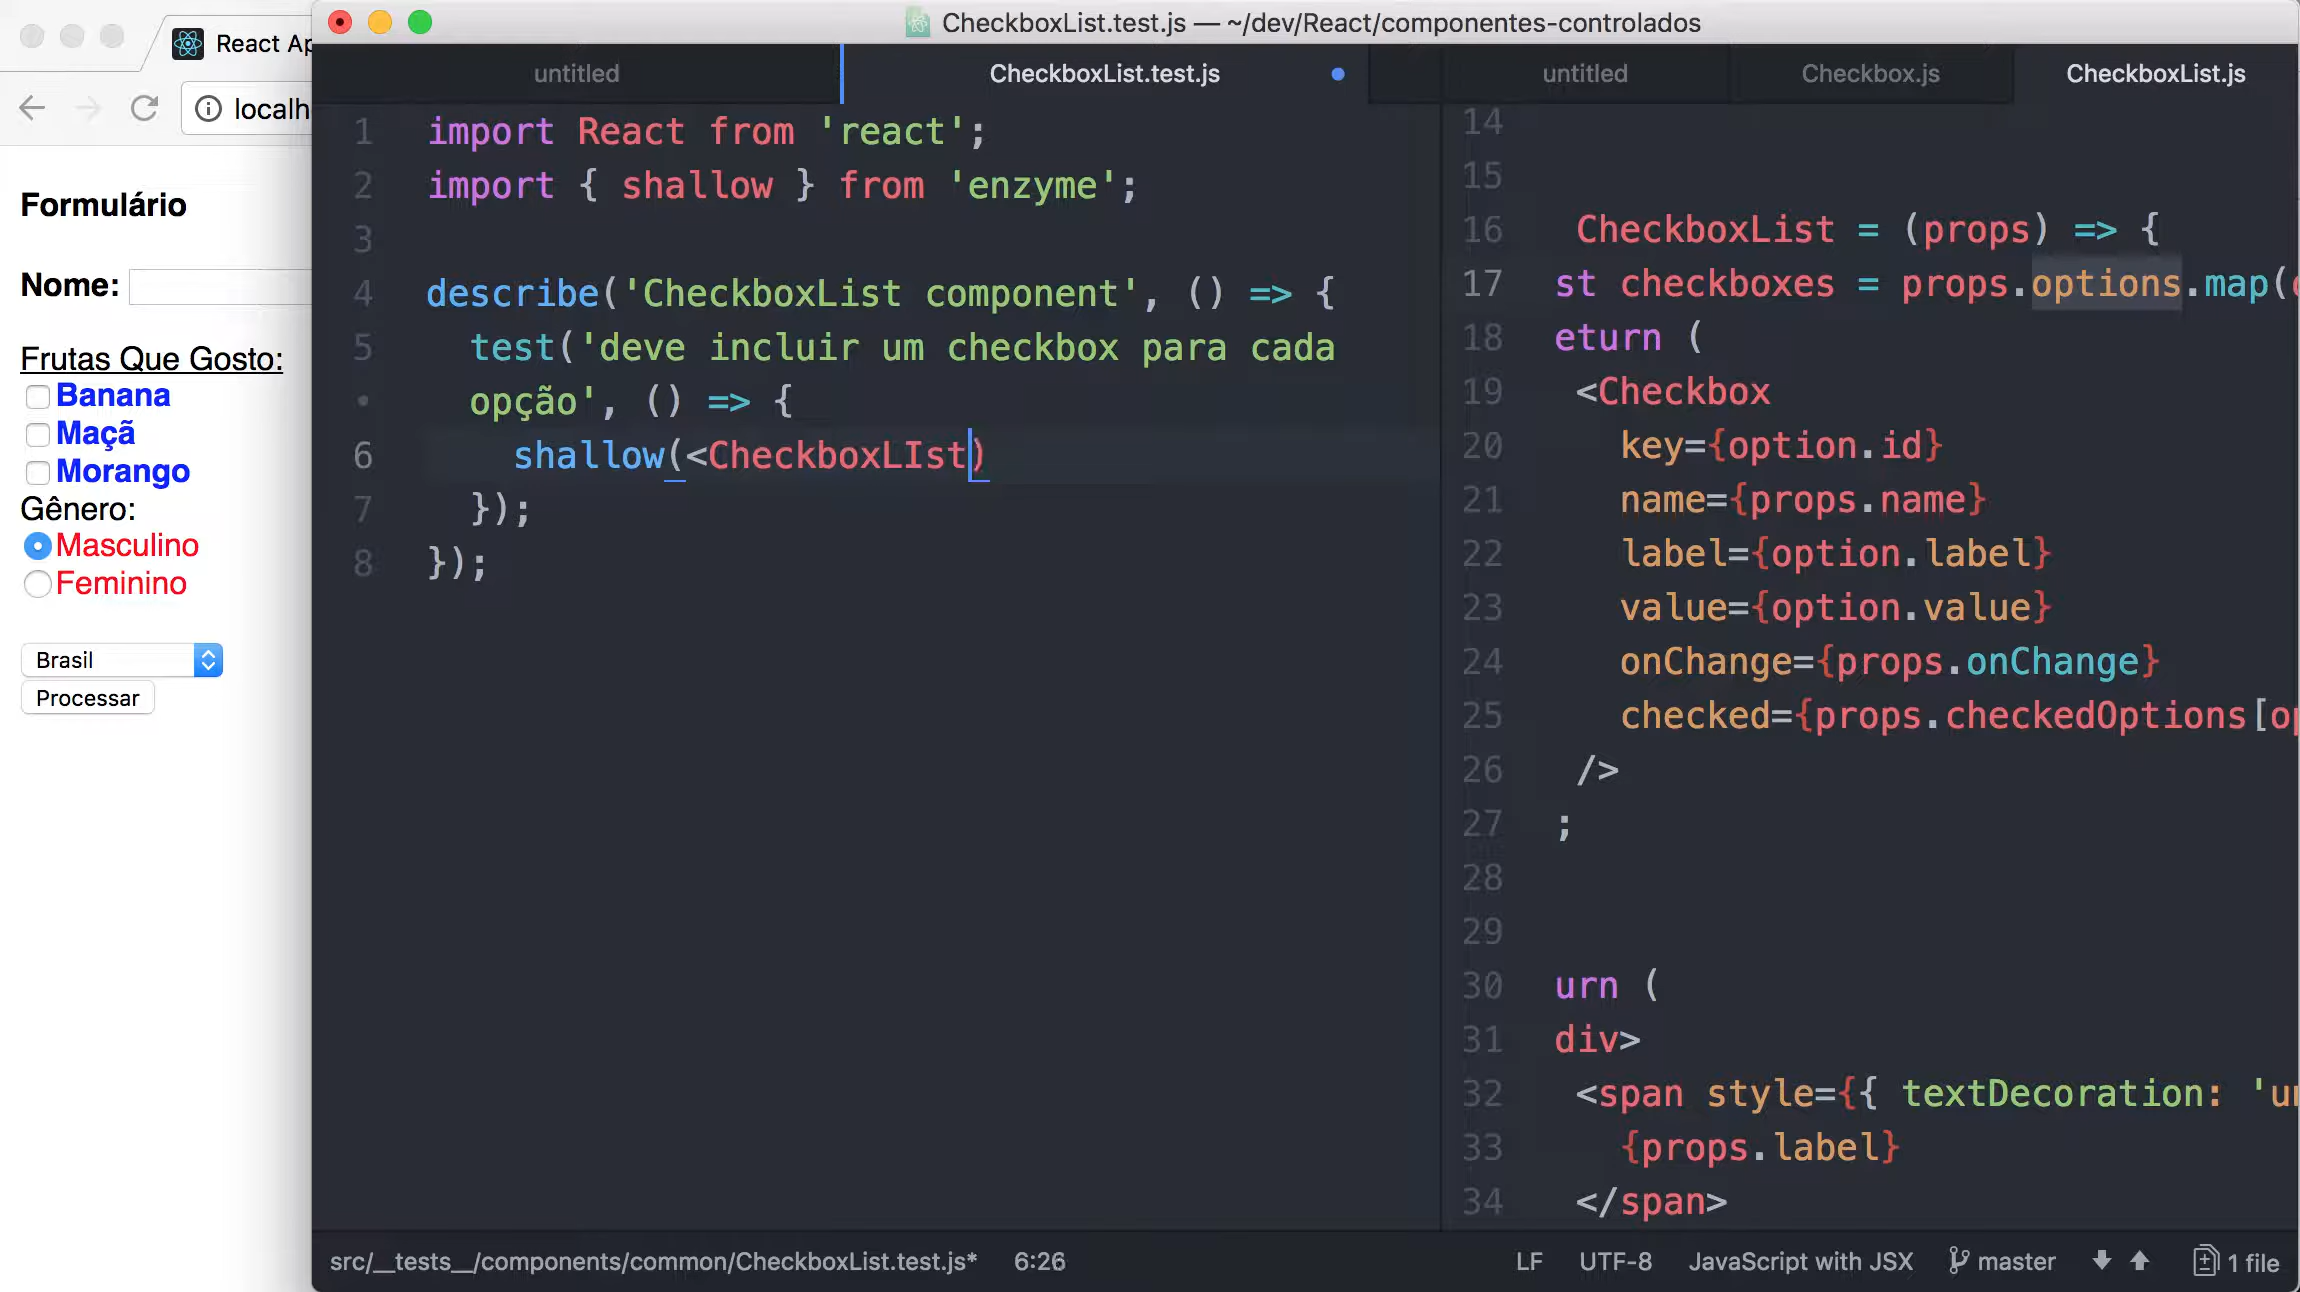 React Ap
localh
Formulário
Nome:
Frutas Que Gosto:
Banana
Maçã
Morango
Gênero:
Masculino
Feminino
Brasil
Processar
CheckboxList.test.js — ~/dev/React/componentes-controlados
untitled
CheckboxList.test.js
untitled
Checkbox.js
CheckboxList.js
1 import React from 'react';
2 import { shallow } from 'enzyme';
3
4 describe('CheckboxList component', () => {
5 test('deve incluir um checkbox para cada
• opção', () => {
6 shallow(<CheckboxLIst)
7 });
8 });
14
15
16 CheckboxList = (props) => {
17 st checkboxes = props.options.map(
18 eturn (
19 <Checkbox
20 key={option.id}
21 name={props.name}
22 label={option.label}
23 value={option.value}
24 onChange={props.onChange}
25 checked={props.checkedOptions[op
26 />
27 ;
28
29
30 urn (
31 div>
32 <span style={{ textDecoration: 'un
33 {props.label}
34 </span>
src/__tests__/components/common/CheckboxList.test.js* 6:26
LF UTF-8 JavaScript with JSX master 1 file